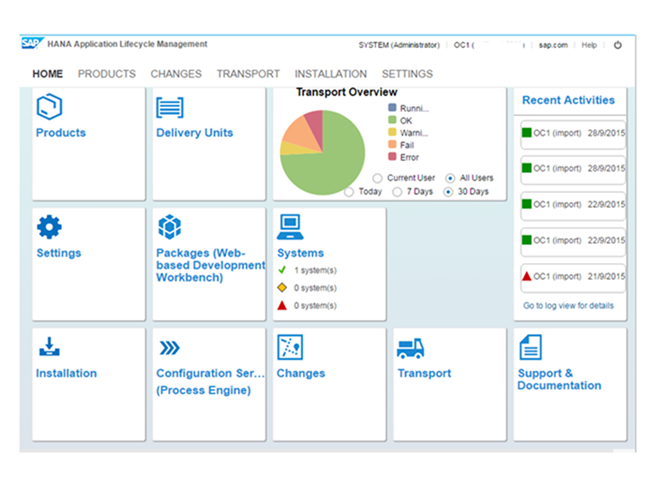 SAP HANA Application Lifecycle Management
SYSTEM (Administrator) OC1 ( sap.com Help
HOME PRODUCTS CHANGES TRANSPORT INSTALLATION SETTINGS
Products
Delivery Units
Transport Overview
Runni...
OK
Warni...
Fail
Error
Current User All Users
Today 7 Days 30 Days
Recent Activities
OC1 (import) 28/9/2015
OC1 (import) 28/9/2015
OC1 (import) 22/9/2015
OC1 (import) 22/9/2015
OC1 (import) 21/9/2015
Go to log view for details
Settings
Packages (Web-
based Development
Workbench)
Systems
1 system(s)
0 system(s)
0 system(s)
Installation
Configuration Ser...
(Process Engine)
Changes
Transport
Support &
Documentation